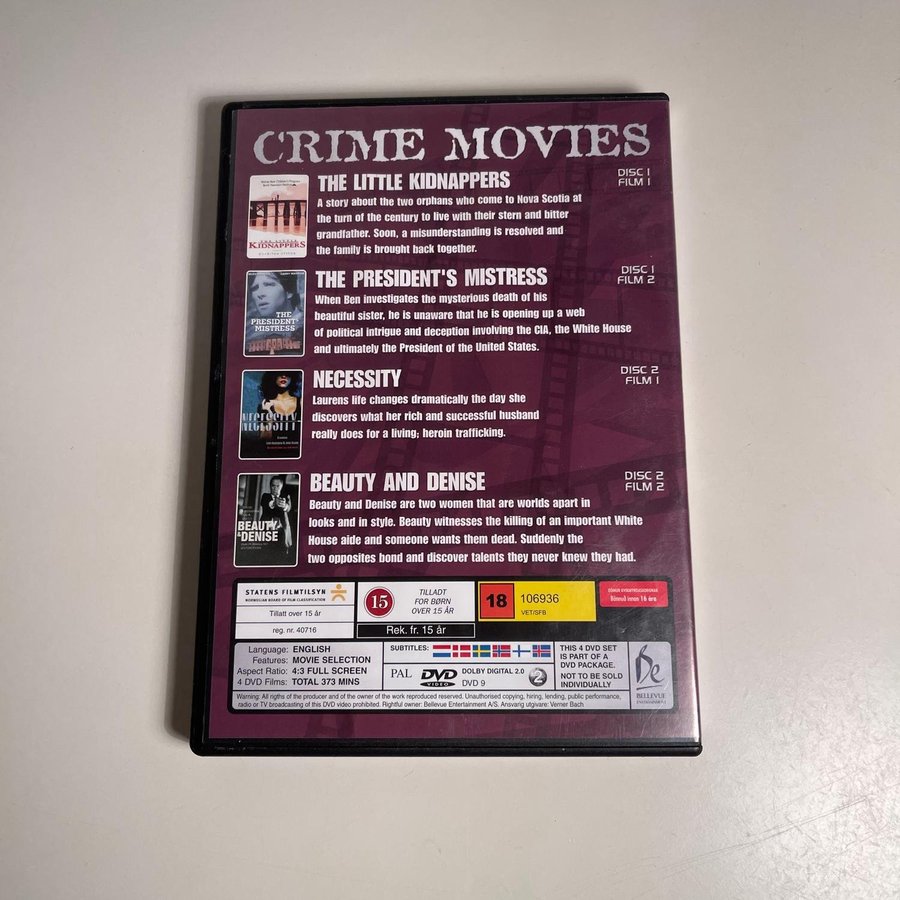 CRIME MOVIES
DISC 1
FILM 1
THE LITTLE KIDNAPPERS
A story about the two orphans who come to Nova Scotia at
the turn of the century to live with their stern and bitter
grandfather. Soon, a misunderstanding is resolved and
the family is brought back together.
KIDNAPPERS
DISC 1
FILM 2
THE PRESIDENT'S MISTRESS
When Ben investigates the mysterious death of his
beautiful sister, he is unaware that he is opening up a web
of political intrigue and deception involving the CIA, the White House
and ultimately the President of the United States.
THE
PRESIDENT'S
MISTRESS
DISC 2
FILM 1
NECESSITY
Laurens life changes dramatically the day she
discovers what her rich and successful husband
really does for a living; heroin trafficking.
NECESSITY
DISC 2
FILM 2
BEAUTY AND DENISE
Beauty and Denise are two women that are worlds apart in
looks and in style. Beauty witnesses the killing of an important White
House aide and someone wants them dead. Suddenly the
two opposites bond and discover talents they never knew they had.
BEAUTY
& DENISE
STATENS FILMTILSYN
NORWEGIAN BOARD OF FILM CLASSIFICATION
Tillatt over 15 år
reg. nr. 40716
15
TILLADT
FOR BØRN
OVER 15 ÅR
Rek. fr. 15 år
18
106936
VET/SFB
Bönnuð innan 16 ára
Language: ENGLISH
Features: MOVIE SELECTION
Aspect Ratio: 4:3 FULL SCREEN
4 DVD Films: TOTAL 373 MINS
SUBTITLES:
PAL DVD VIDEO
DOLBY DIGITAL 2.0
DVD 9
2
THIS 4 DVD SET
IS PART OF A
DVD PACKAGE.
NOT TO BE SOLD
INDIVIDUALLY
Be
BELLEVUE
ENTERTAINMENT
Warning: All rigths of the producer and of the owner of the work reproduced reserved. Unauthorised copying, hiring, lending, public performance,
radio or TV broadcasting of this DVD video prohibited. Rightful owner: Bellevue Entertainment A/S. Ansvarig utgivare: Verner Bach